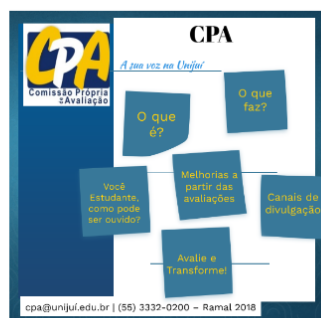 CPA
CPA
Comissão Própria
de Avaliação
A sua vez na Unijuí
O que
é?
O que
faz?
Você
Estudante,
como pode
ser ouvido?
Melhorias a
partir das
avaliações
Canais de
divulgação
Avalie e
Transforme!
cpa@unijuí.edu.br | (55) 3332-0200 – Ramal 2018